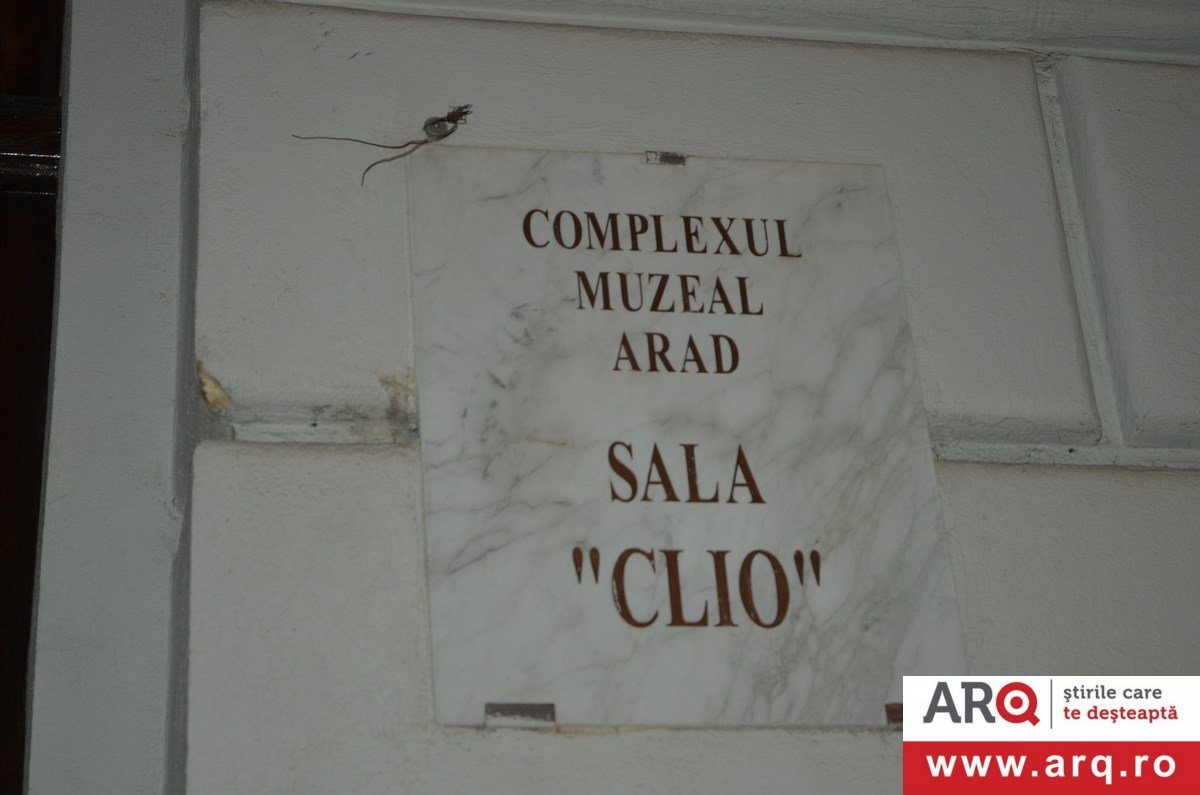 COMPLEXUL
MUZEAL
ARAD
SALA
"CLIO"
ARQ
știrile care
te deșteaptă
www.arq.ro